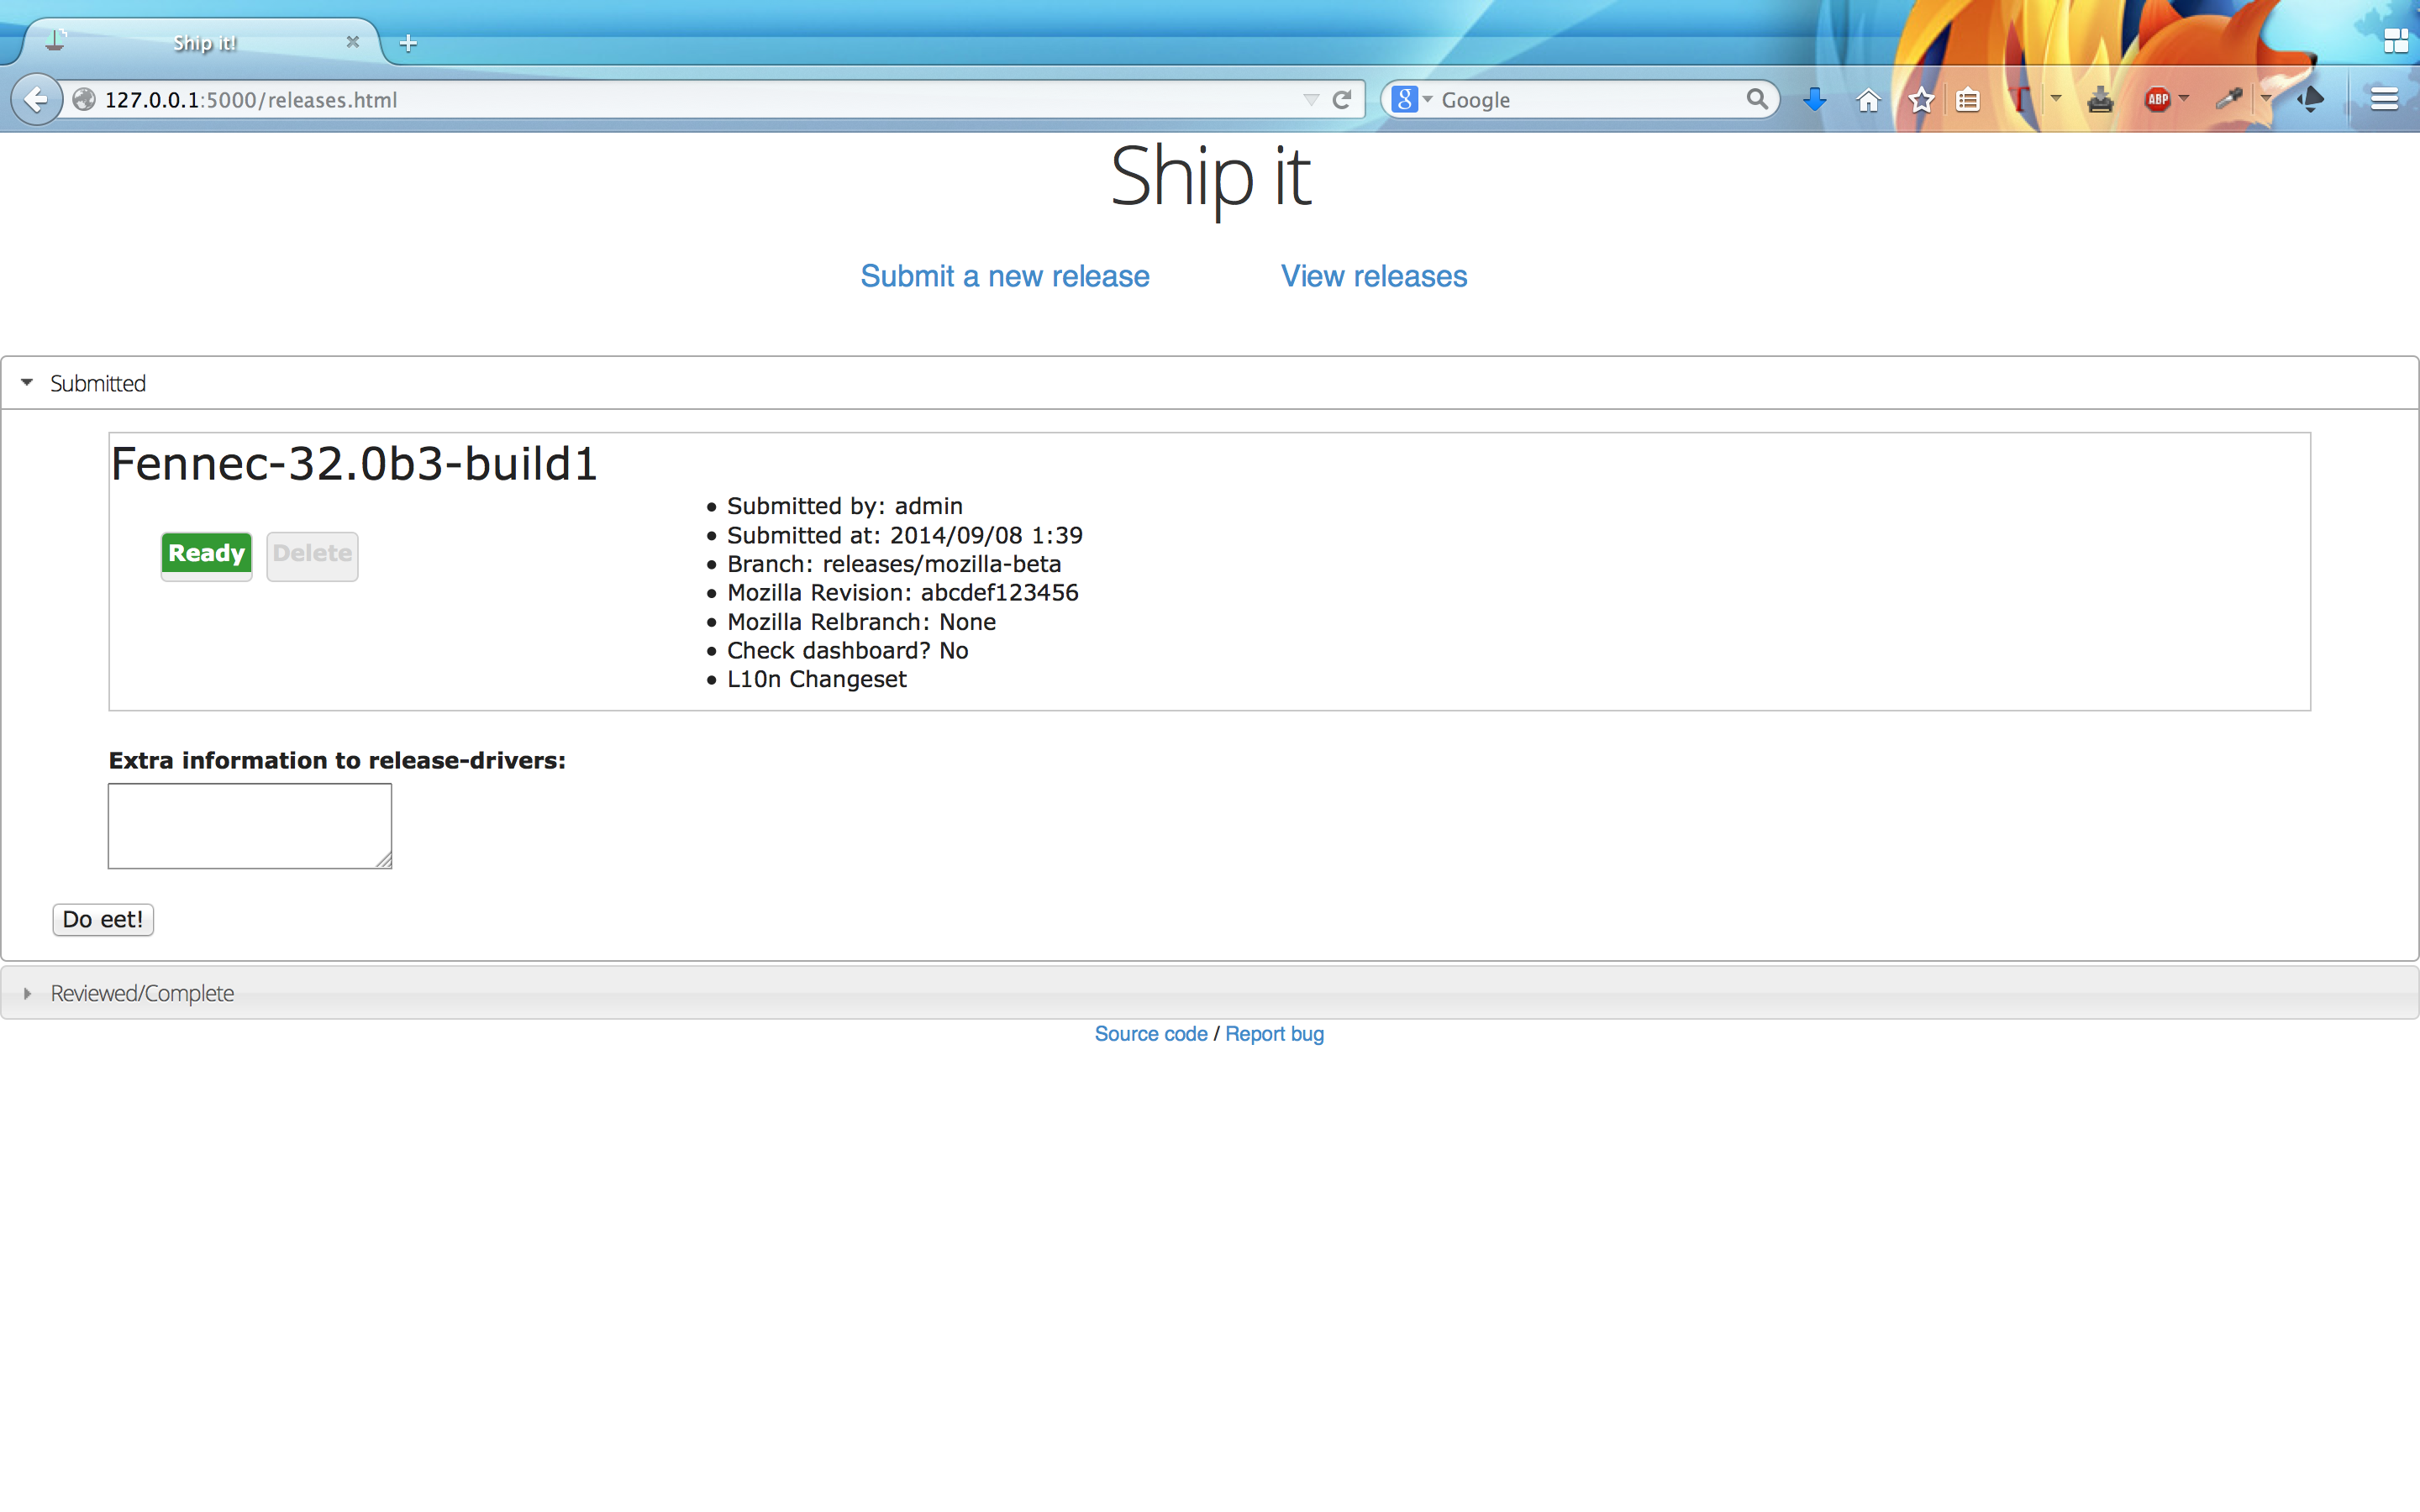 Ship it!
127.0.0.1:5000/releases.html
g Google
T
ABP
Ship it
Submit a new release View releases
Submitted
Fennec-32.0b3-build1
Ready Delete
Submitted by: admin
Submitted at: 2014/09/08 1:39
Branch: releases/mozilla-beta
Mozilla Revision: abcdef123456
Mozilla Relbranch: None
Check dashboard? No
L10n Changeset
Extra information to release-drivers:
Do eet!
Reviewed/Complete
Source code / Report bug